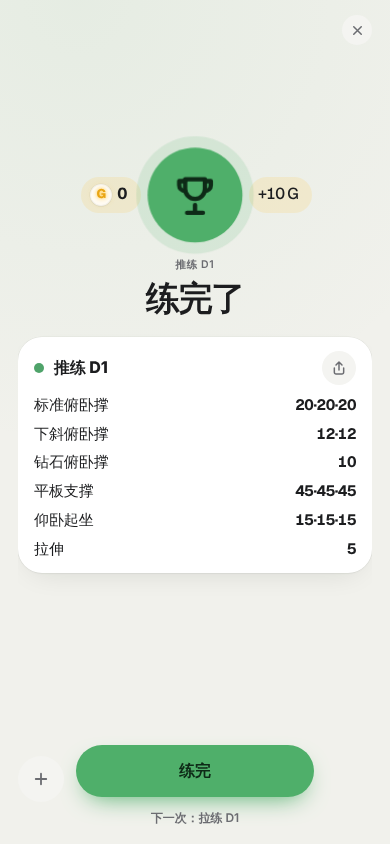 G 0
+10 G
推练 D1
练完了
推练 D1
标准俯卧撑 20·20·20
下斜俯卧撑 12·12
钻石俯卧撑 10
平板支撑 45·45·45
仰卧起坐 15·15·15
拉伸 5
练完
下一次：拉练 D1